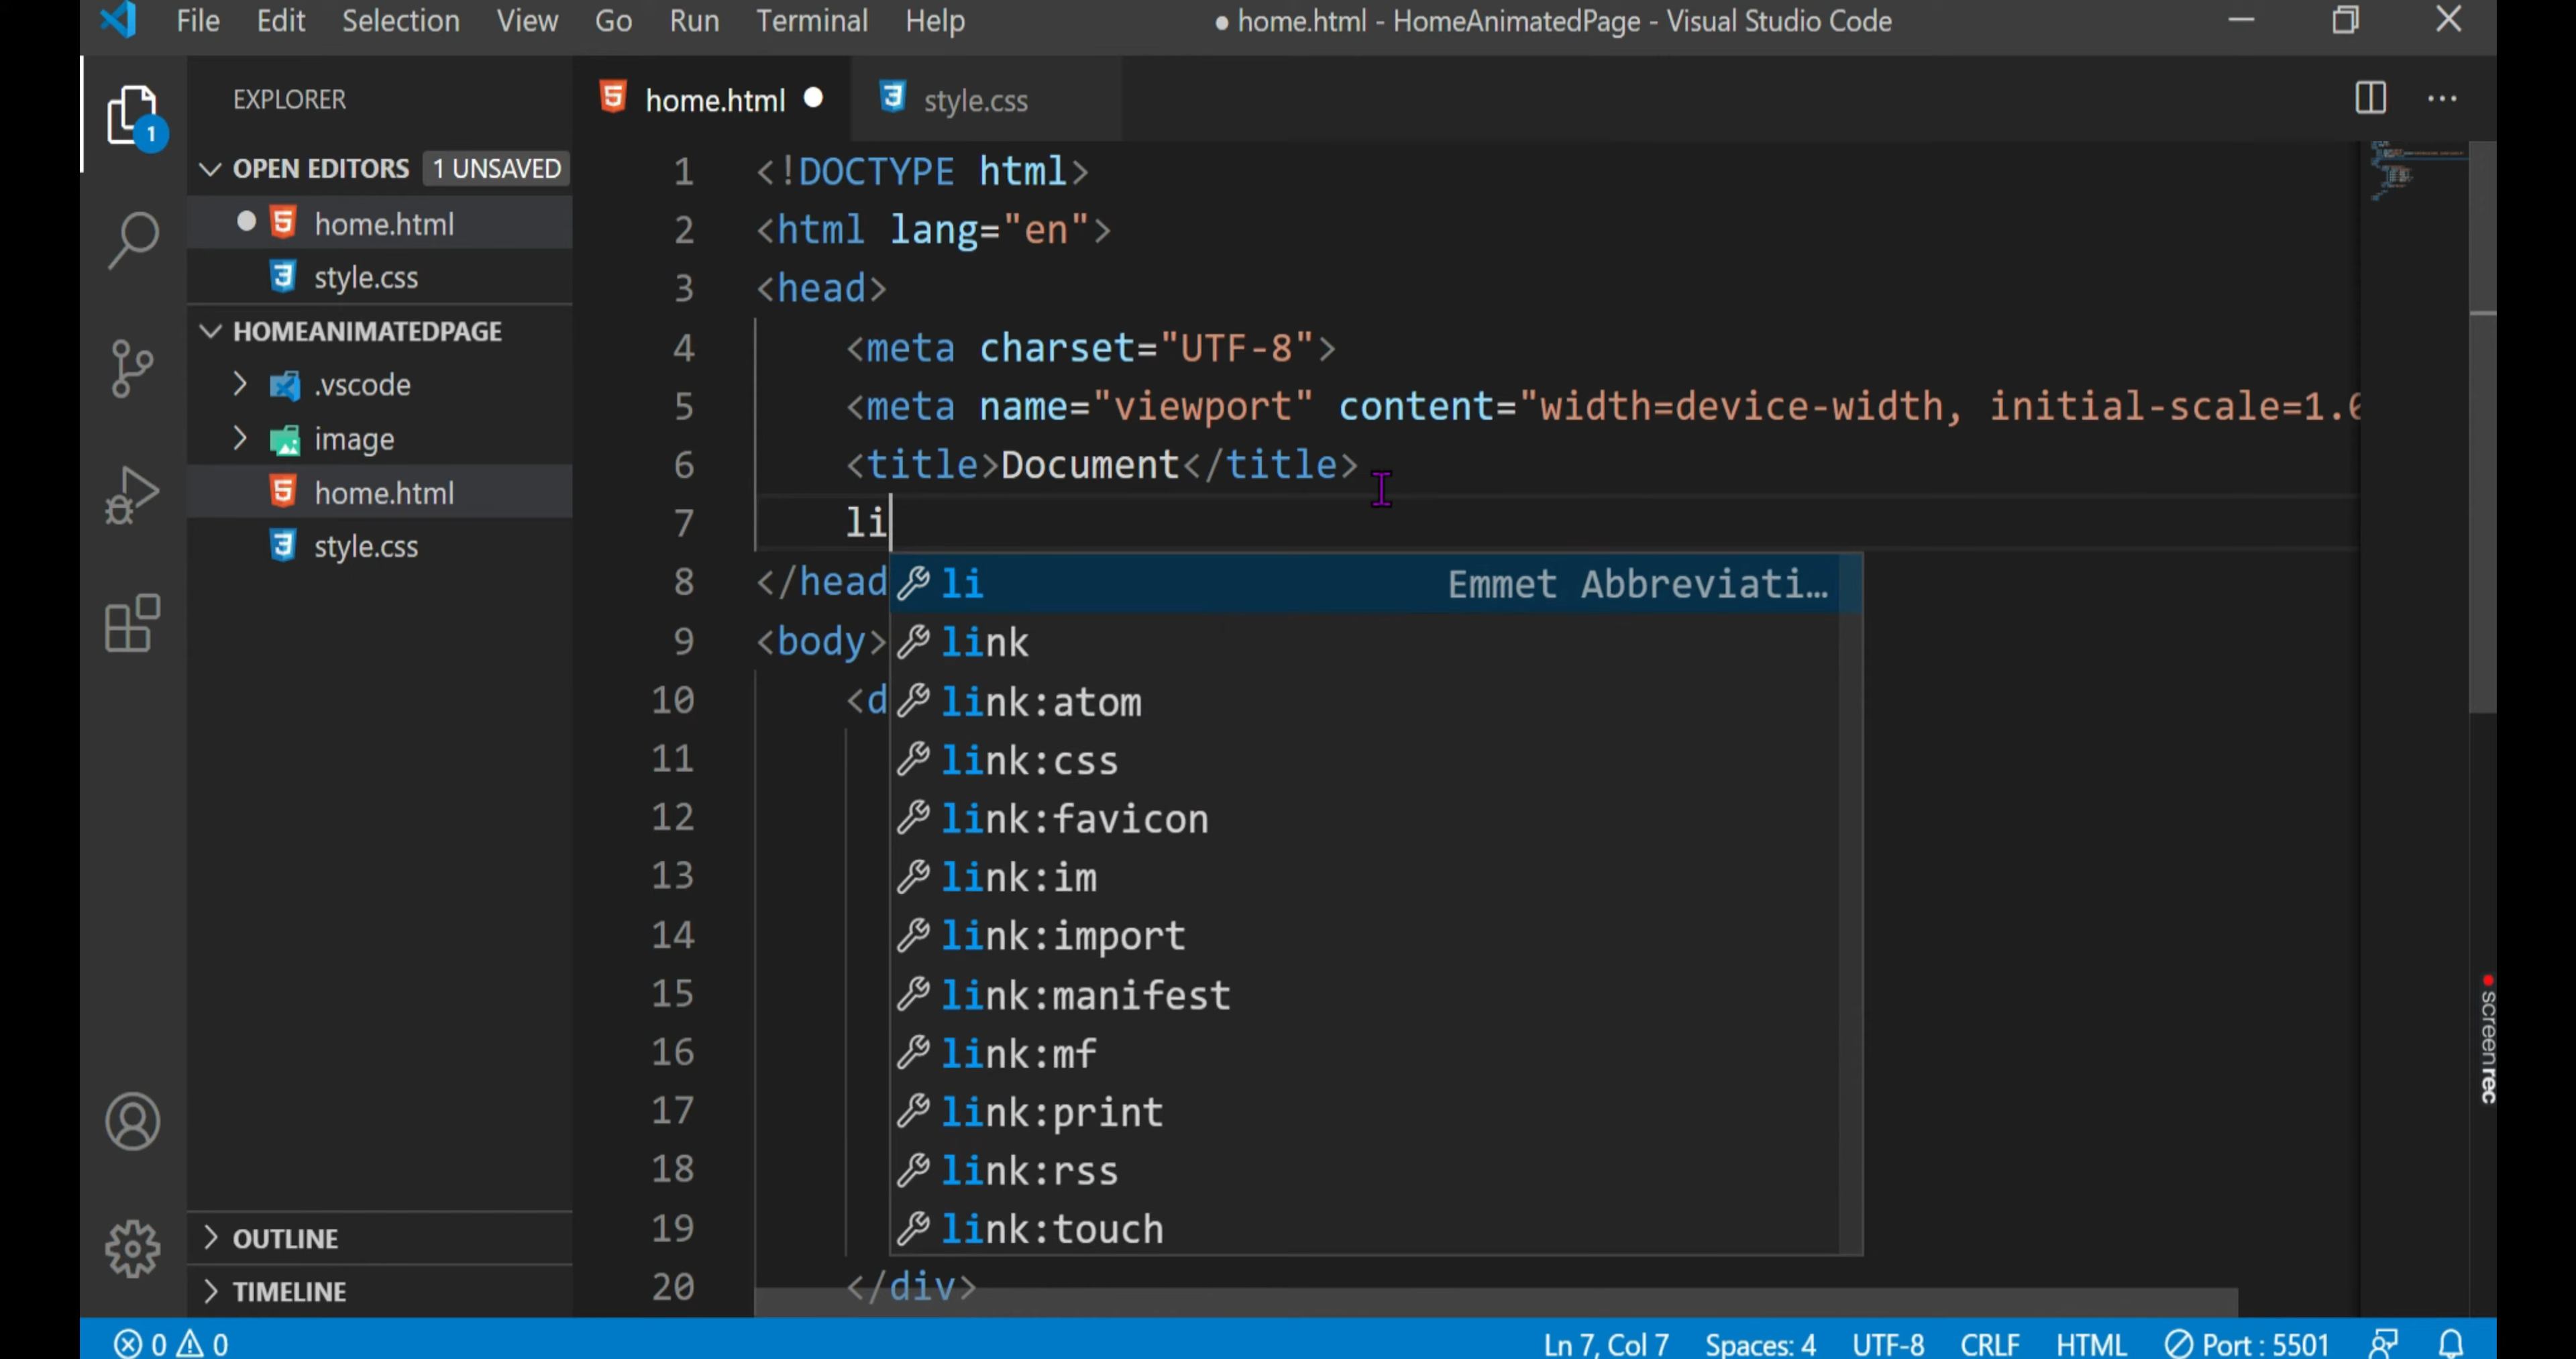 File Edit Selection View Go Run Terminal Help ● home.html - HomeAnimatedPage - Visual Studio Code
EXPLORER
1
OPEN EDITORS 1 UNSAVED
home.html
style.css
HOMEANIMATEDPAGE
.vscode
image
home.html
style.css
OUTLINE
TIMELINE
home.html style.css
1 <!DOCTYPE html>
2 <html lang="en">
3 <head>
4 <meta charset="UTF-8">
5 <meta name="viewport" content="width=device-width, initial-scale=1.0
6 <title>Document</title>
7 li
8 </head
9 <body>
10 <d
11
12
13
14
15
16
17
18
19
20 </div>
li Emmet Abbreviati…
link
link:atom
link:css
link:favicon
link:im
link:import
link:manifest
link:mf
link:print
link:rss
link:touch
screenrec
0 0 Ln 7, Col 7 Spaces: 4 UTF-8 CRLF HTML Port : 5501